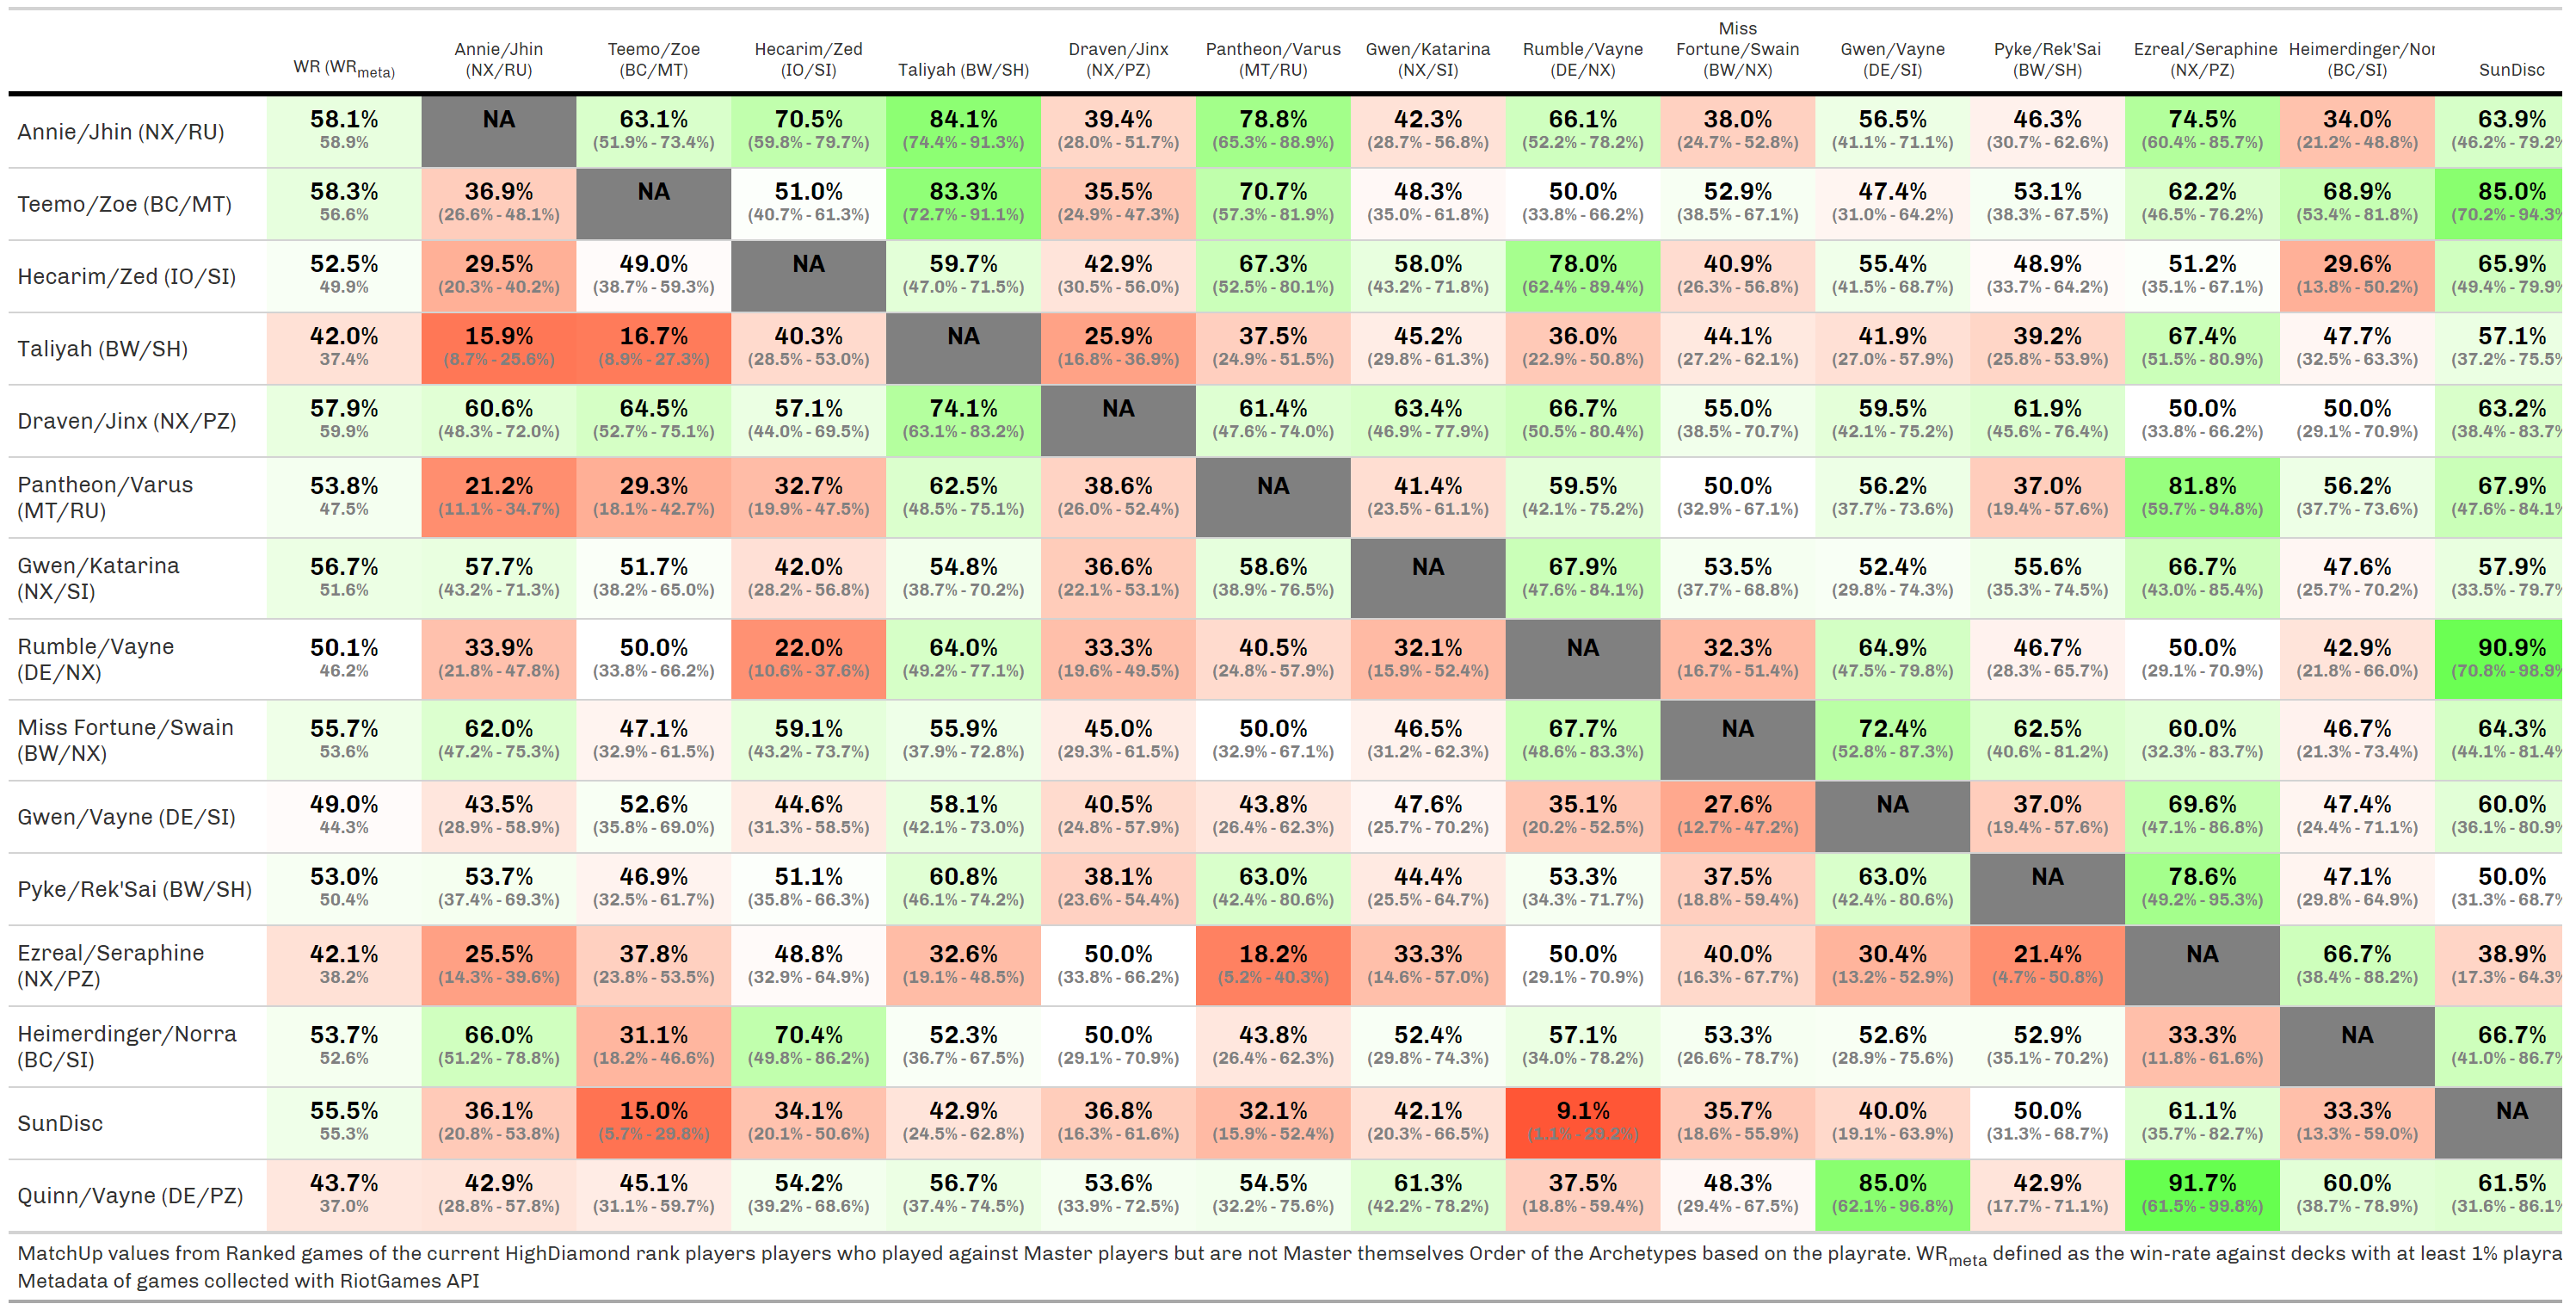 WR (WRmeta) Annie/Jhin (NX/RU) Teemo/Zoe (BC/MT) Hecarim/Zed (IO/SI) Taliyah (BW/SH) Draven/Jinx (NX/PZ) Pantheon/Varus (MT/RU) Gwen/Katarina (NX/SI) Rumble/Vayne (DE/NX) Miss Fortune/Swain (BW/NX) Gwen/Vayne (DE/SI) Pyke/Rek'Sai (BW/SH) Ezreal/Seraphine (NX/PZ) Heimerdinger/Nor (BC/SI) SunDisc
Annie/Jhin (NX/RU) 58.1% NA 63.1% 70.5% 84.1% 39.4% 78.8% 42.3% 66.1% 38.0% 56.5% 46.3% 74.5% 34.0% 63.9%
58.9% (51.9% - 73.4%) (59.8% - 79.7%) (74.4% - 91.3%) (28.0% - 51.7%) (65.3% - 88.9%) (28.7% - 56.8%) (52.2% - 78.2%) (24.7% - 52.8%) (41.1% - 71.1%) (30.7% - 62.6%) (60.4% - 85.7%) (21.2% - 48.8%) (46.2% - 79.2%
Teemo/Zoe (BC/MT) 58.3% 36.9% NA 51.0% 83.3% 35.5% 70.7% 48.3% 50.0% 52.9% 47.4% 53.1% 62.2% 68.9% 85.0%
56.6% (26.6% - 48.1%) (40.7% - 61.3%) (72.7% - 91.1%) (24.9% - 47.3%) (57.3% - 81.9%) (35.0% - 61.8%) (33.8% - 66.2%) (38.5% - 67.1%) (31.0% - 64.2%) (38.3% - 67.5%) (46.5% - 76.2%) (53.4% - 81.8%) (70.2% - 94.3%
Hecarim/Zed (IO/SI) 52.5% 29.5% 49.0% NA 59.7% 42.9% 67.3% 58.0% 78.0% 40.9% 55.4% 48.9% 51.2% 29.6% 65.9%
49.9% (20.3% - 40.2%) (38.7% - 59.3%) (47.0% - 71.5%) (30.5% - 56.0%) (52.5% - 80.1%) (43.2% - 71.8%) (62.4% - 89.4%) (26.3% - 56.8%) (41.5% - 68.7%) (33.7% - 64.2%) (35.1% - 67.1%) (13.8% - 50.2%) (49.4% - 79.9%
Taliyah (BW/SH) 42.0% 15.9% 16.7% 40.3% NA 25.9% 37.5% 45.2% 36.0% 44.1% 41.9% 39.2% 67.4% 47.7% 57.1%
37.4% (8.7% - 25.6%) (8.9% - 27.3%) (28.5% - 53.0%) (16.8% - 36.9%) (24.9% - 51.5%) (29.8% - 61.3%) (22.9% - 50.8%) (27.2% - 62.1%) (27.0% - 57.9%) (25.8% - 53.9%) (51.5% - 80.9%) (32.5% - 63.3%) (37.2% - 75.5%
Draven/Jinx (NX/PZ) 57.9% 60.6% 64.5% 57.1% 74.1% NA 61.4% 63.4% 66.7% 55.0% 59.5% 61.9% 50.0% 50.0% 63.2%
59.9% (48.3% - 72.0%) (52.7% - 75.1%) (44.0% - 69.5%) (63.1% - 83.2%) (47.6% - 74.0%) (46.9% - 77.9%) (50.5% - 80.4%) (38.5% - 70.7%) (42.1% - 75.2%) (45.6% - 76.4%) (33.8% - 66.2%) (29.1% - 70.9%) (38.4% - 83.7%
Pantheon/Varus (MT/RU) 53.8% 21.2% 29.3% 32.7% 62.5% 38.6% NA 41.4% 59.5% 50.0% 56.2% 37.0% 81.8% 56.2% 67.9%
47.5% (11.1% - 34.7%) (18.1% - 42.7%) (19.9% - 47.5%) (48.5% - 75.1%) (26.0% - 52.4%) (23.5% - 61.1%) (42.1% - 75.2%) (32.9% - 67.1%) (37.7% - 73.6%) (19.4% - 57.6%) (59.7% - 94.8%) (37.7% - 73.6%) (47.6% - 84.1%
Gwen/Katarina (NX/SI) 56.7% 57.7% 51.7% 42.0% 54.8% 36.6% 58.6% NA 67.9% 53.5% 52.4% 55.6% 66.7% 47.6% 57.9%
51.6% (43.2% - 71.3%) (38.2% - 65.0%) (28.2% - 56.8%) (38.7% - 70.2%) (22.1% - 53.1%) (38.9% - 76.5%) (47.6% - 84.1%) (37.7% - 68.8%) (29.8% - 74.3%) (35.3% - 74.5%) (43.0% - 85.4%) (25.7% - 70.2%) (33.5% - 79.7%
Rumble/Vayne (DE/NX) 50.1% 33.9% 50.0% 22.0% 64.0% 33.3% 40.5% 32.1% NA 32.3% 64.9% 46.7% 50.0% 42.9% 90.9%
46.2% (21.8% - 47.8%) (33.8% - 66.2%) (10.6% - 37.6%) (49.2% - 77.1%) (19.6% - 49.5%) (24.8% - 57.9%) (15.9% - 52.4%) (16.7% - 51.4%) (47.5% - 79.8%) (28.3% - 65.7%) (29.1% - 70.9%) (21.8% - 66.0%) (70.8% - 98.9%
Miss Fortune/Swain (BW/NX) 55.7% 62.0% 47.1% 59.1% 55.9% 45.0% 50.0% 46.5% 67.7% NA 72.4% 62.5% 60.0% 46.7% 64.3%
53.6% (47.2% - 75.3%) (32.9% - 61.5%) (43.2% - 73.7%) (37.9% - 72.8%) (29.3% - 61.5%) (32.9% - 67.1%) (31.2% - 62.3%) (48.6% - 83.3%) (52.8% - 87.3%) (40.6% - 81.2%) (32.3% - 83.7%) (21.3% - 73.4%) (44.1% - 81.4%
Gwen/Vayne (DE/SI) 49.0% 43.5% 52.6% 44.6% 58.1% 40.5% 43.8% 47.6% 35.1% 27.6% NA 37.0% 69.6% 47.4% 60.0%
44.3% (28.9% - 58.9%) (35.8% - 69.0%) (31.3% - 58.5%) (42.1% - 73.0%) (24.8% - 57.9%) (26.4% - 62.3%) (25.7% - 70.2%) (20.2% - 52.5%) (12.7% - 47.2%) (19.4% - 57.6%) (47.1% - 86.8%) (24.4% - 71.1%) (36.1% - 80.9%
Pyke/Rek'Sai (BW/SH) 53.0% 53.7% 46.9% 51.1% 60.8% 38.1% 63.0% 44.4% 53.3% 37.5% 63.0% NA 78.6% 47.1% 50.0%
50.4% (37.4% - 69.3%) (32.5% - 61.7%) (35.8% - 66.3%) (46.1% - 74.2%) (23.6% - 54.4%) (42.4% - 80.6%) (25.5% - 64.7%) (34.3% - 71.7%) (18.8% - 59.4%) (42.4% - 80.6%) (49.2% - 95.3%) (29.8% - 64.9%) (31.3% - 68.7%
Ezreal/Seraphine (NX/PZ) 42.1% 25.5% 37.8% 48.8% 32.6% 50.0% 18.2% 33.3% 50.0% 40.0% 30.4% 21.4% NA 66.7% 38.9%
38.2% (14.3% - 39.6%) (23.8% - 53.5%) (32.9% - 64.9%) (19.1% - 48.5%) (33.8% - 66.2%) (5.2% - 40.3%) (14.6% - 57.0%) (29.1% - 70.9%) (16.3% - 67.7%) (13.2% - 52.9%) (4.7% - 50.8%) (38.4% - 88.2%) (17.3% - 64.3%
Heimerdinger/Norra (BC/SI) 53.7% 66.0% 31.1% 70.4% 52.3% 50.0% 43.8% 52.4% 57.1% 53.3% 52.6% 52.9% 33.3% NA 66.7%
52.6% (51.2% - 78.8%) (18.2% - 46.6%) (49.8% - 86.2%) (36.7% - 67.5%) (29.1% - 70.9%) (26.4% - 62.3%) (29.8% - 74.3%) (34.0% - 78.2%) (26.6% - 78.7%) (28.9% - 75.6%) (35.1% - 70.2%) (11.8% - 61.6%) (41.0% - 86.7%
SunDisc 55.5% 36.1% 15.0% 34.1% 42.9% 36.8% 32.1% 42.1% 9.1% 35.7% 40.0% 50.0% 61.1% 33.3% NA
55.3% (20.8% - 53.8%) (5.7% - 29.8%) (20.1% - 50.6%) (24.5% - 62.8%) (16.3% - 61.6%) (15.9% - 52.4%) (20.3% - 66.5%) (1.1% - 29.2%) (18.6% - 55.9%) (19.1% - 63.9%) (31.3% - 68.7%) (35.7% - 82.7%) (13.3% - 59.0%)
Quinn/Vayne (DE/PZ) 43.7% 42.9% 45.1% 54.2% 56.7% 53.6% 54.5% 61.3% 37.5% 48.3% 85.0% 42.9% 91.7% 60.0% 61.5%
37.0% (28.8% - 57.8%) (31.1% - 59.7%) (39.2% - 68.6%) (37.4% - 74.5%) (33.9% - 72.5%) (32.2% - 75.6%) (42.2% - 78.2%) (18.8% - 59.4%) (29.4% - 67.5%) (62.1% - 96.8%) (17.7% - 71.1%) (61.5% - 99.8%) (38.7% - 78.9%) (31.6% - 86.1%
MatchUp values from Ranked games of the current HighDiamond rank players players who played against Master players but are not Master themselves Order of the Archetypes based on the playrate. WRmeta defined as the win-rate against decks with at least 1% playra
Metadata of games collected with RiotGames API